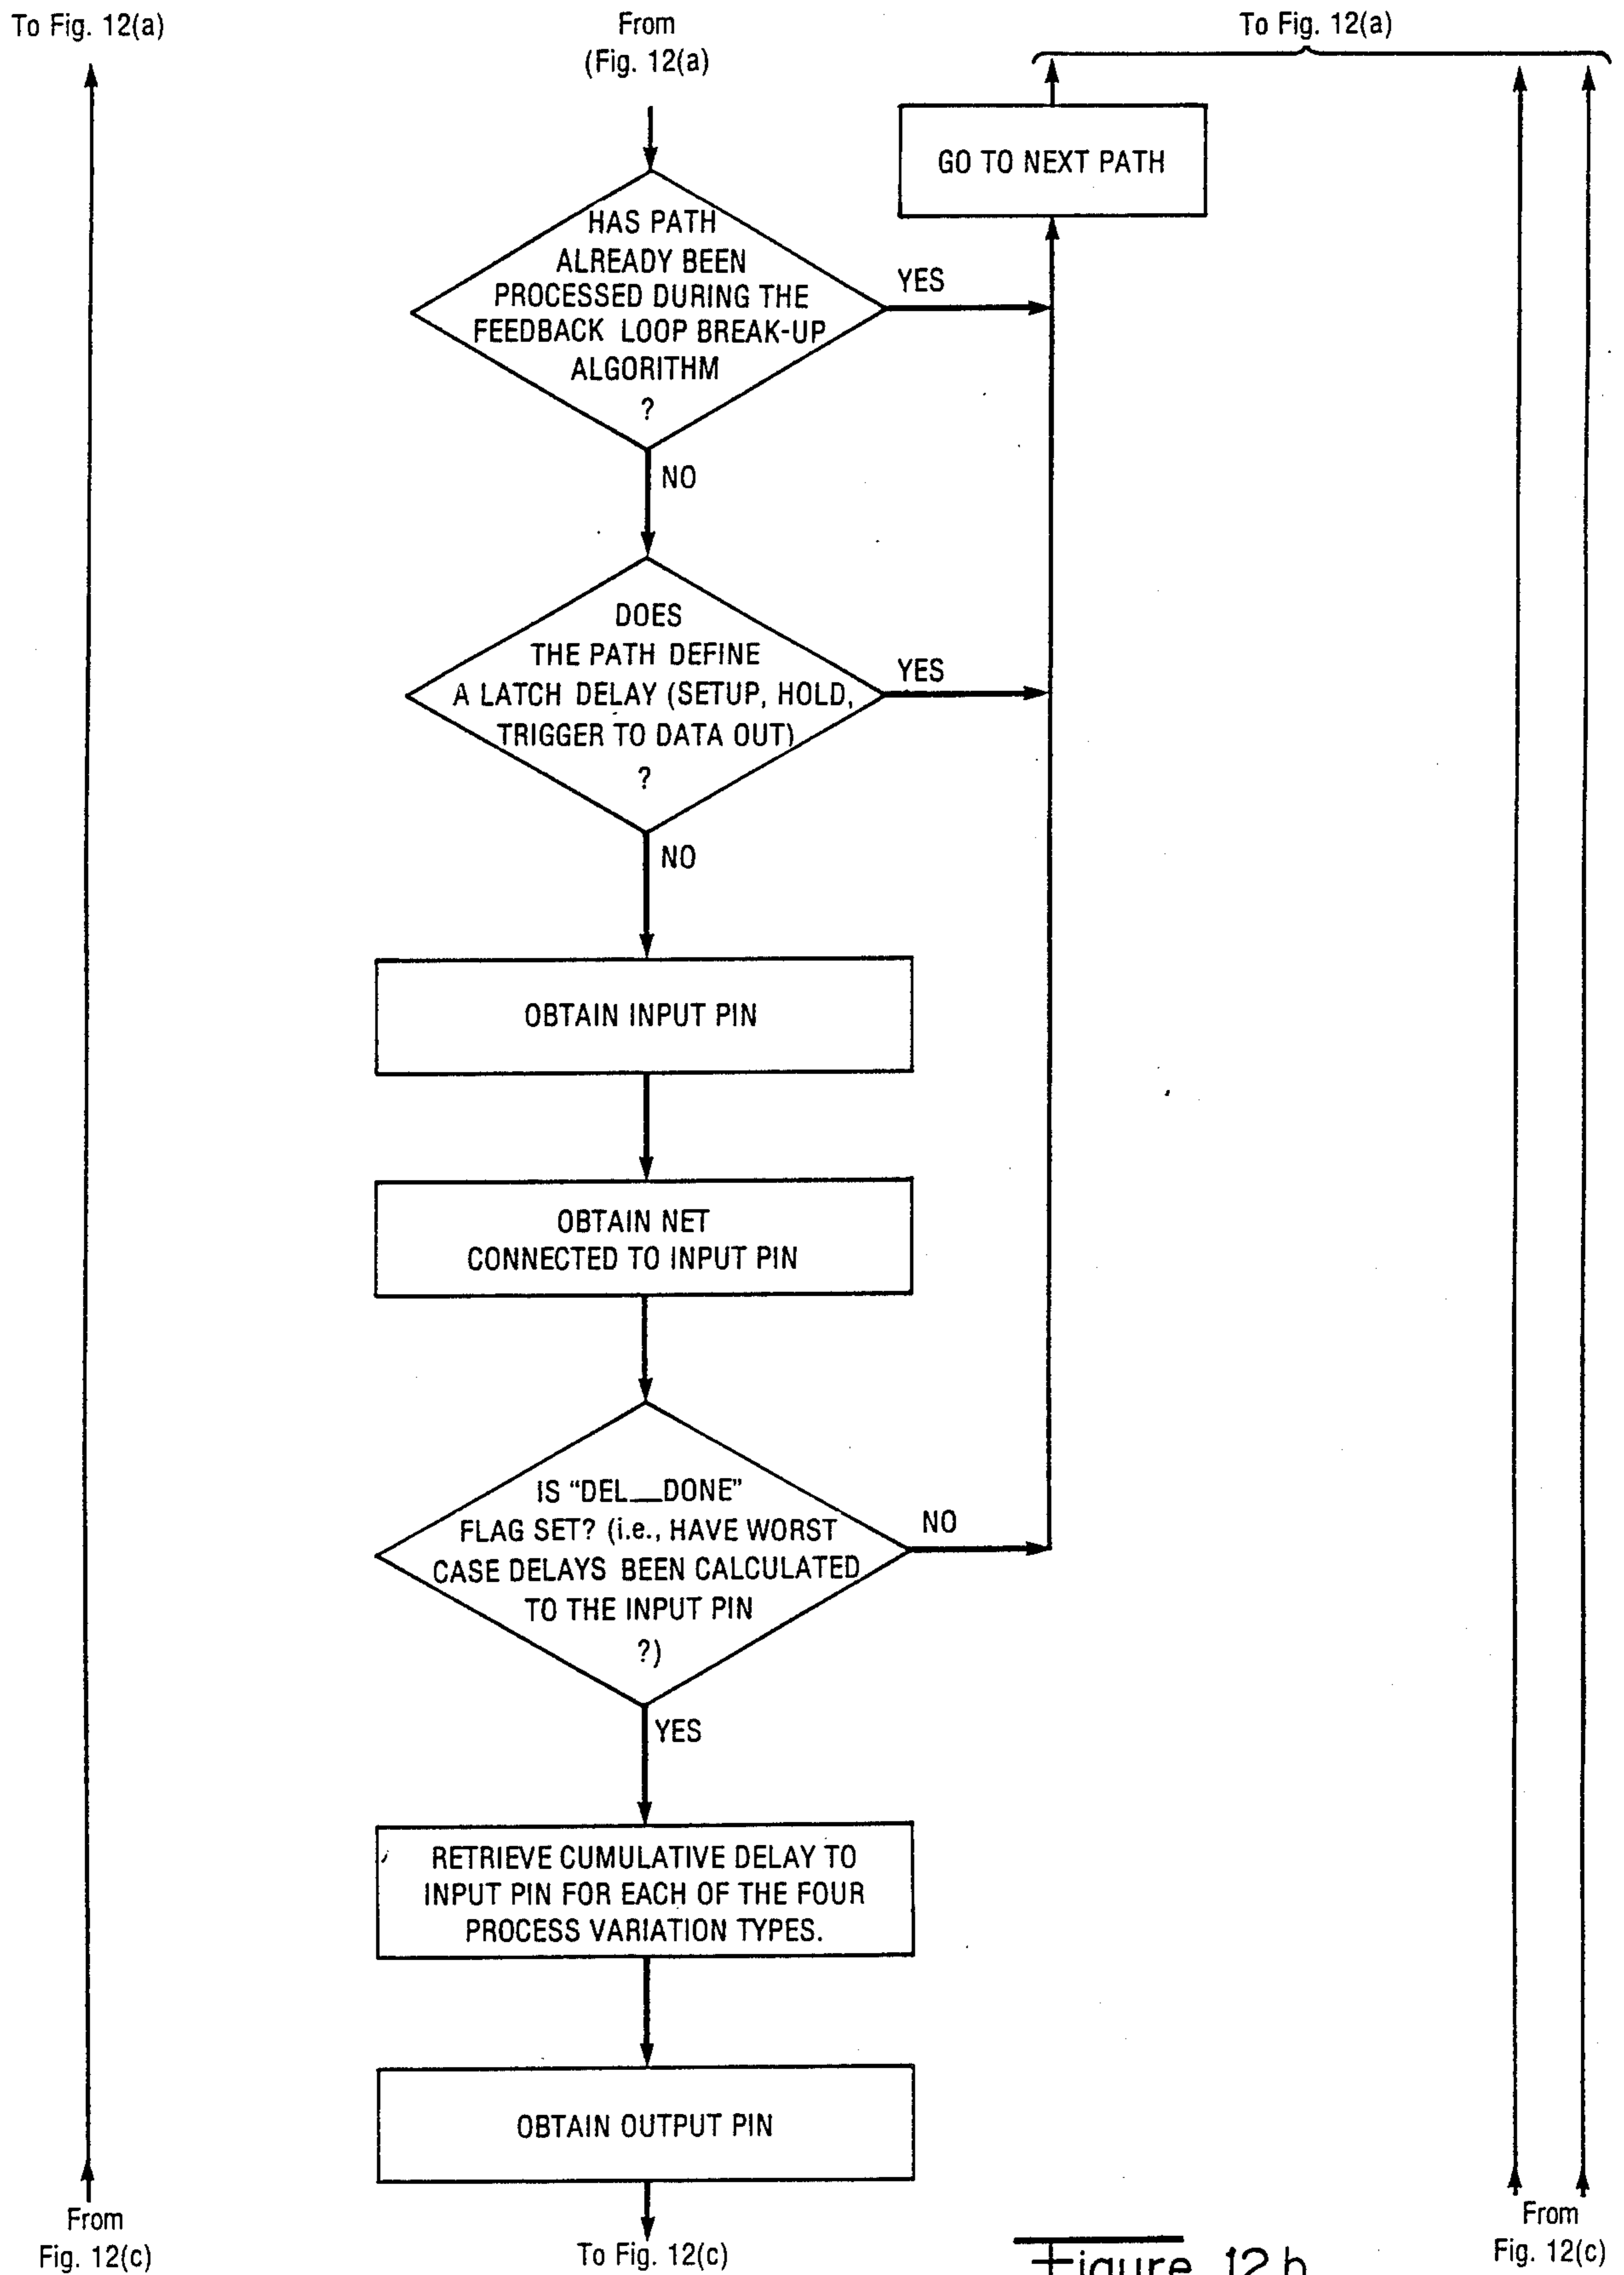 To Fig. 12(a)
From
(Fig. 12(a)
To Fig. 12(a)
GO TO NEXT PATH
HAS PATH
ALREADY BEEN
PROCESSED DURING THE
FEEDBACK LOOP BREAK-UP
ALGORITHM
?
YES
NO
DOES
THE PATH DEFINE
A LATCH DELAY (SETUP, HOLD,
TRIGGER TO DATA OUT)
?
YES
NO
OBTAIN INPUT PIN
OBTAIN NET
CONNECTED TO INPUT PIN
IS “DEL__DONE”
FLAG SET? (i.e., HAVE WORST
CASE DELAYS BEEN CALCULATED
TO THE INPUT PIN
?)
NO
YES
RETRIEVE CUMULATIVE DELAY TO
INPUT PIN FOR EACH OF THE FOUR
PROCESS VARIATION TYPES.
OBTAIN OUTPUT PIN
From
Fig. 12(c)
To Fig. 12(c)
From
Fig. 12(c)
Figure 12b